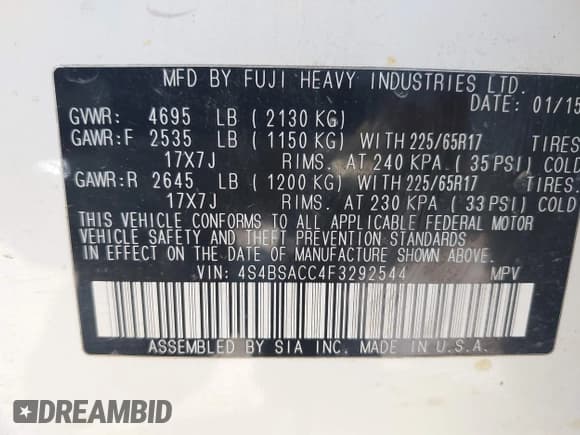 MFD BY FUJI HEAVY INDUSTRIES LTD.
DATE: 01/15
GVWR: 4695 LB (2130 KG)
GAWR:F 2535 LB (1150 KG) WITH 225/65R17 TIRES
17X7J RIMS. AT 240 KPA. (35 PSI) COLD
GAWR:R 2645 LB (1200 KG) WITH 225/65R17 TIRES
17X7J RIMS. AT 230 KPA (33 PSI) COLD
THIS VEHICLE CONFORMS TO ALL APPLICABLE FEDERAL MOTOR
VEHICLE SAFETY AND THEFT PREVENTION STANDARDS
IN EFFECT ON THE DATE OF MANUFACTURE SHOWN ABOVE.
VIN: 4S4BSACC4F3292544 MPV
ASSEMBLED BY SIA INC. MADE IN U.S.A.
DREAMBID